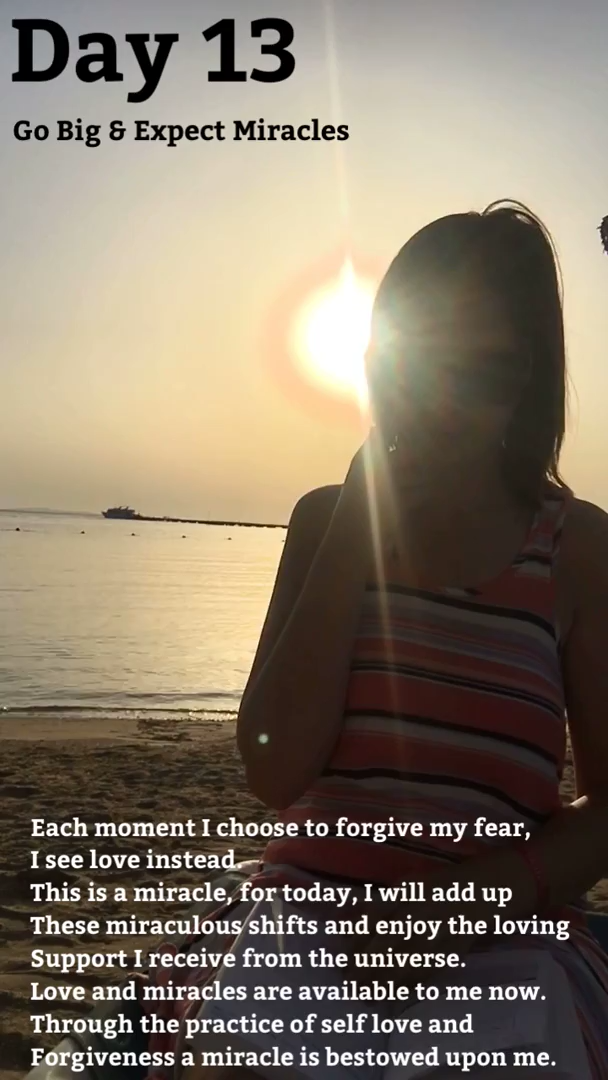 Day 13
Go Big & Expect Miracles
Each moment I choose to forgive my fear,
I see love instead.
This is a miracle, for today, I will add up
These miraculous shifts and enjoy the loving
Support I receive from the universe.
Love and miracles are available to me now.
Through the practice of self love and
Forgiveness a miracle is bestowed upon me.